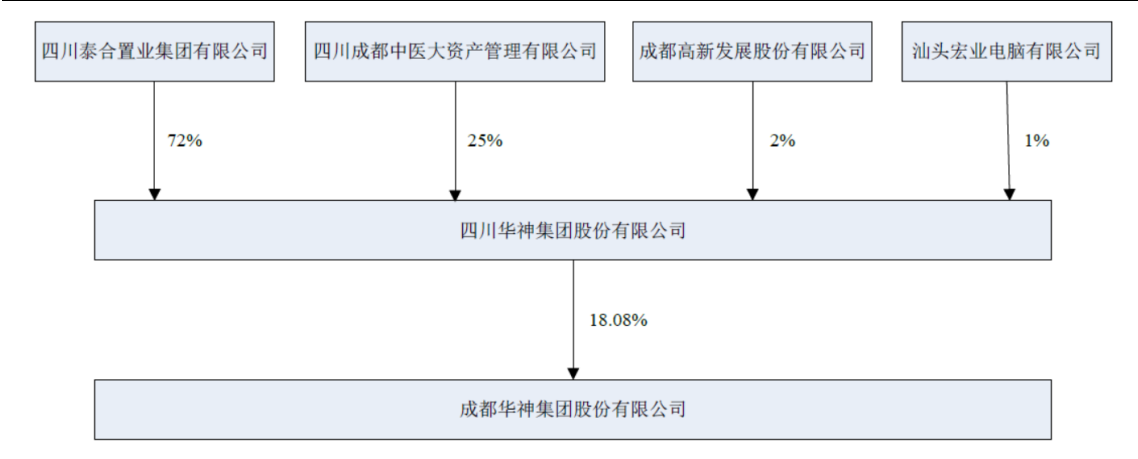 四川泰合置业集团有限公司
四川成都中医大资产管理有限公司
成都高新发展股份有限公司
汕头宏业电脑有限公司
72%
25%
2%
1%
四川华神集团股份有限公司
18.08%
成都华神集团股份有限公司